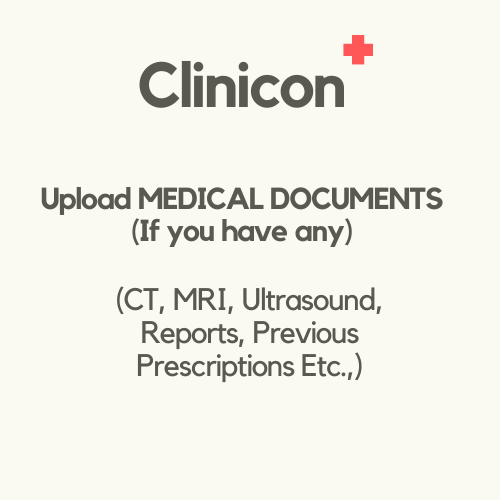 Clinicon
Upload MEDICAL DOCUMENTS
(If you have any)
(CT, MRI, Ultrasound,
Reports, Previous
Prescriptions Etc.,)